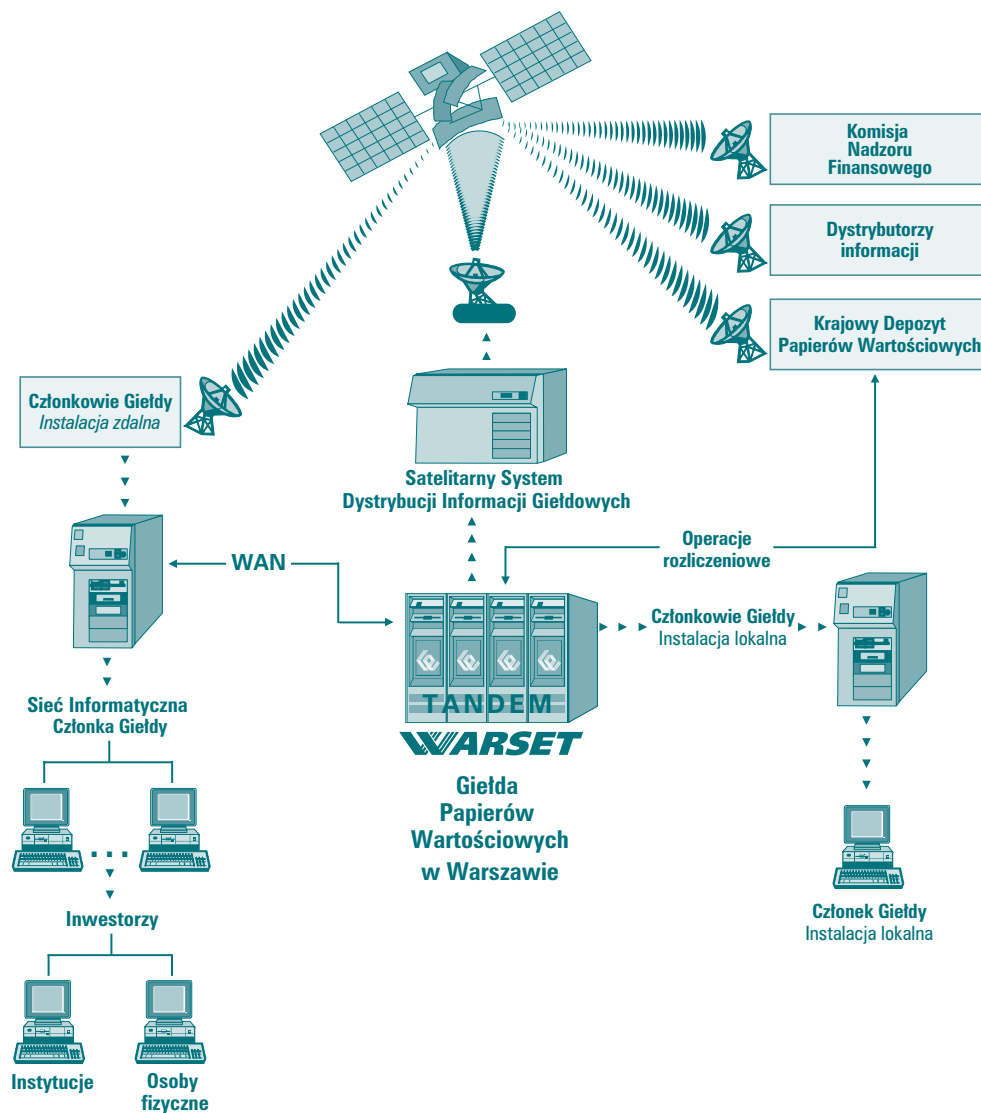 Komisja
Nadzoru
Finansowego
Dystrybutorzy
informacji
Krajowy Depozyt
Papierów Wartościowych
Członkowie Giełdy
Instalacja zdalna
Satelitarny System
Dystrybucji Informacji Giełdowych
WAN
Operacje
rozliczeniowe
Członkowie Giełdy
Instalacja lokalna
TANDEM
WARSET
Giełda
Papierów
Wartościowych
w Warszawie
Sieć Informatyczna
Członka Giełdy
...
Inwestorzy
Członek Giełdy
Instalacja lokalna
Instytucje
Osoby
fizyczne